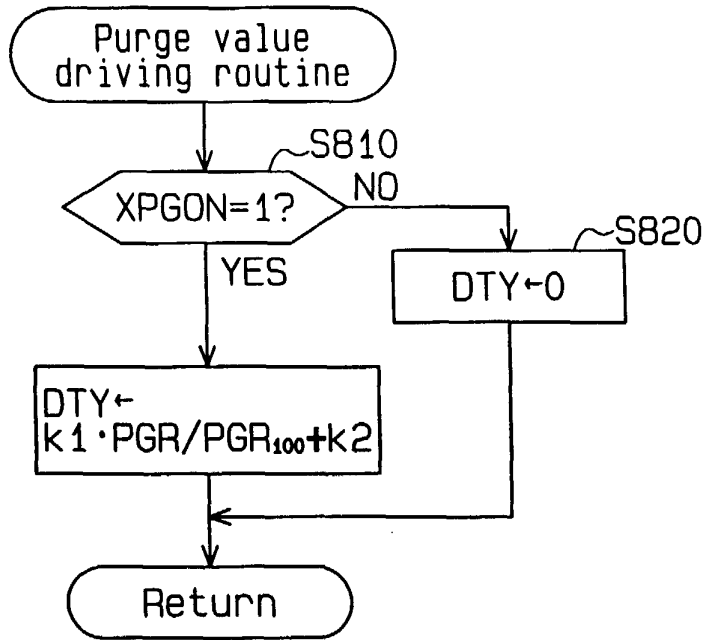 Purge value
driving routine
S810
XPGON=1?
NO
S820
YES
DTY←0
DTY←
k1·PGR/PGR₁₀₀+k2
Return